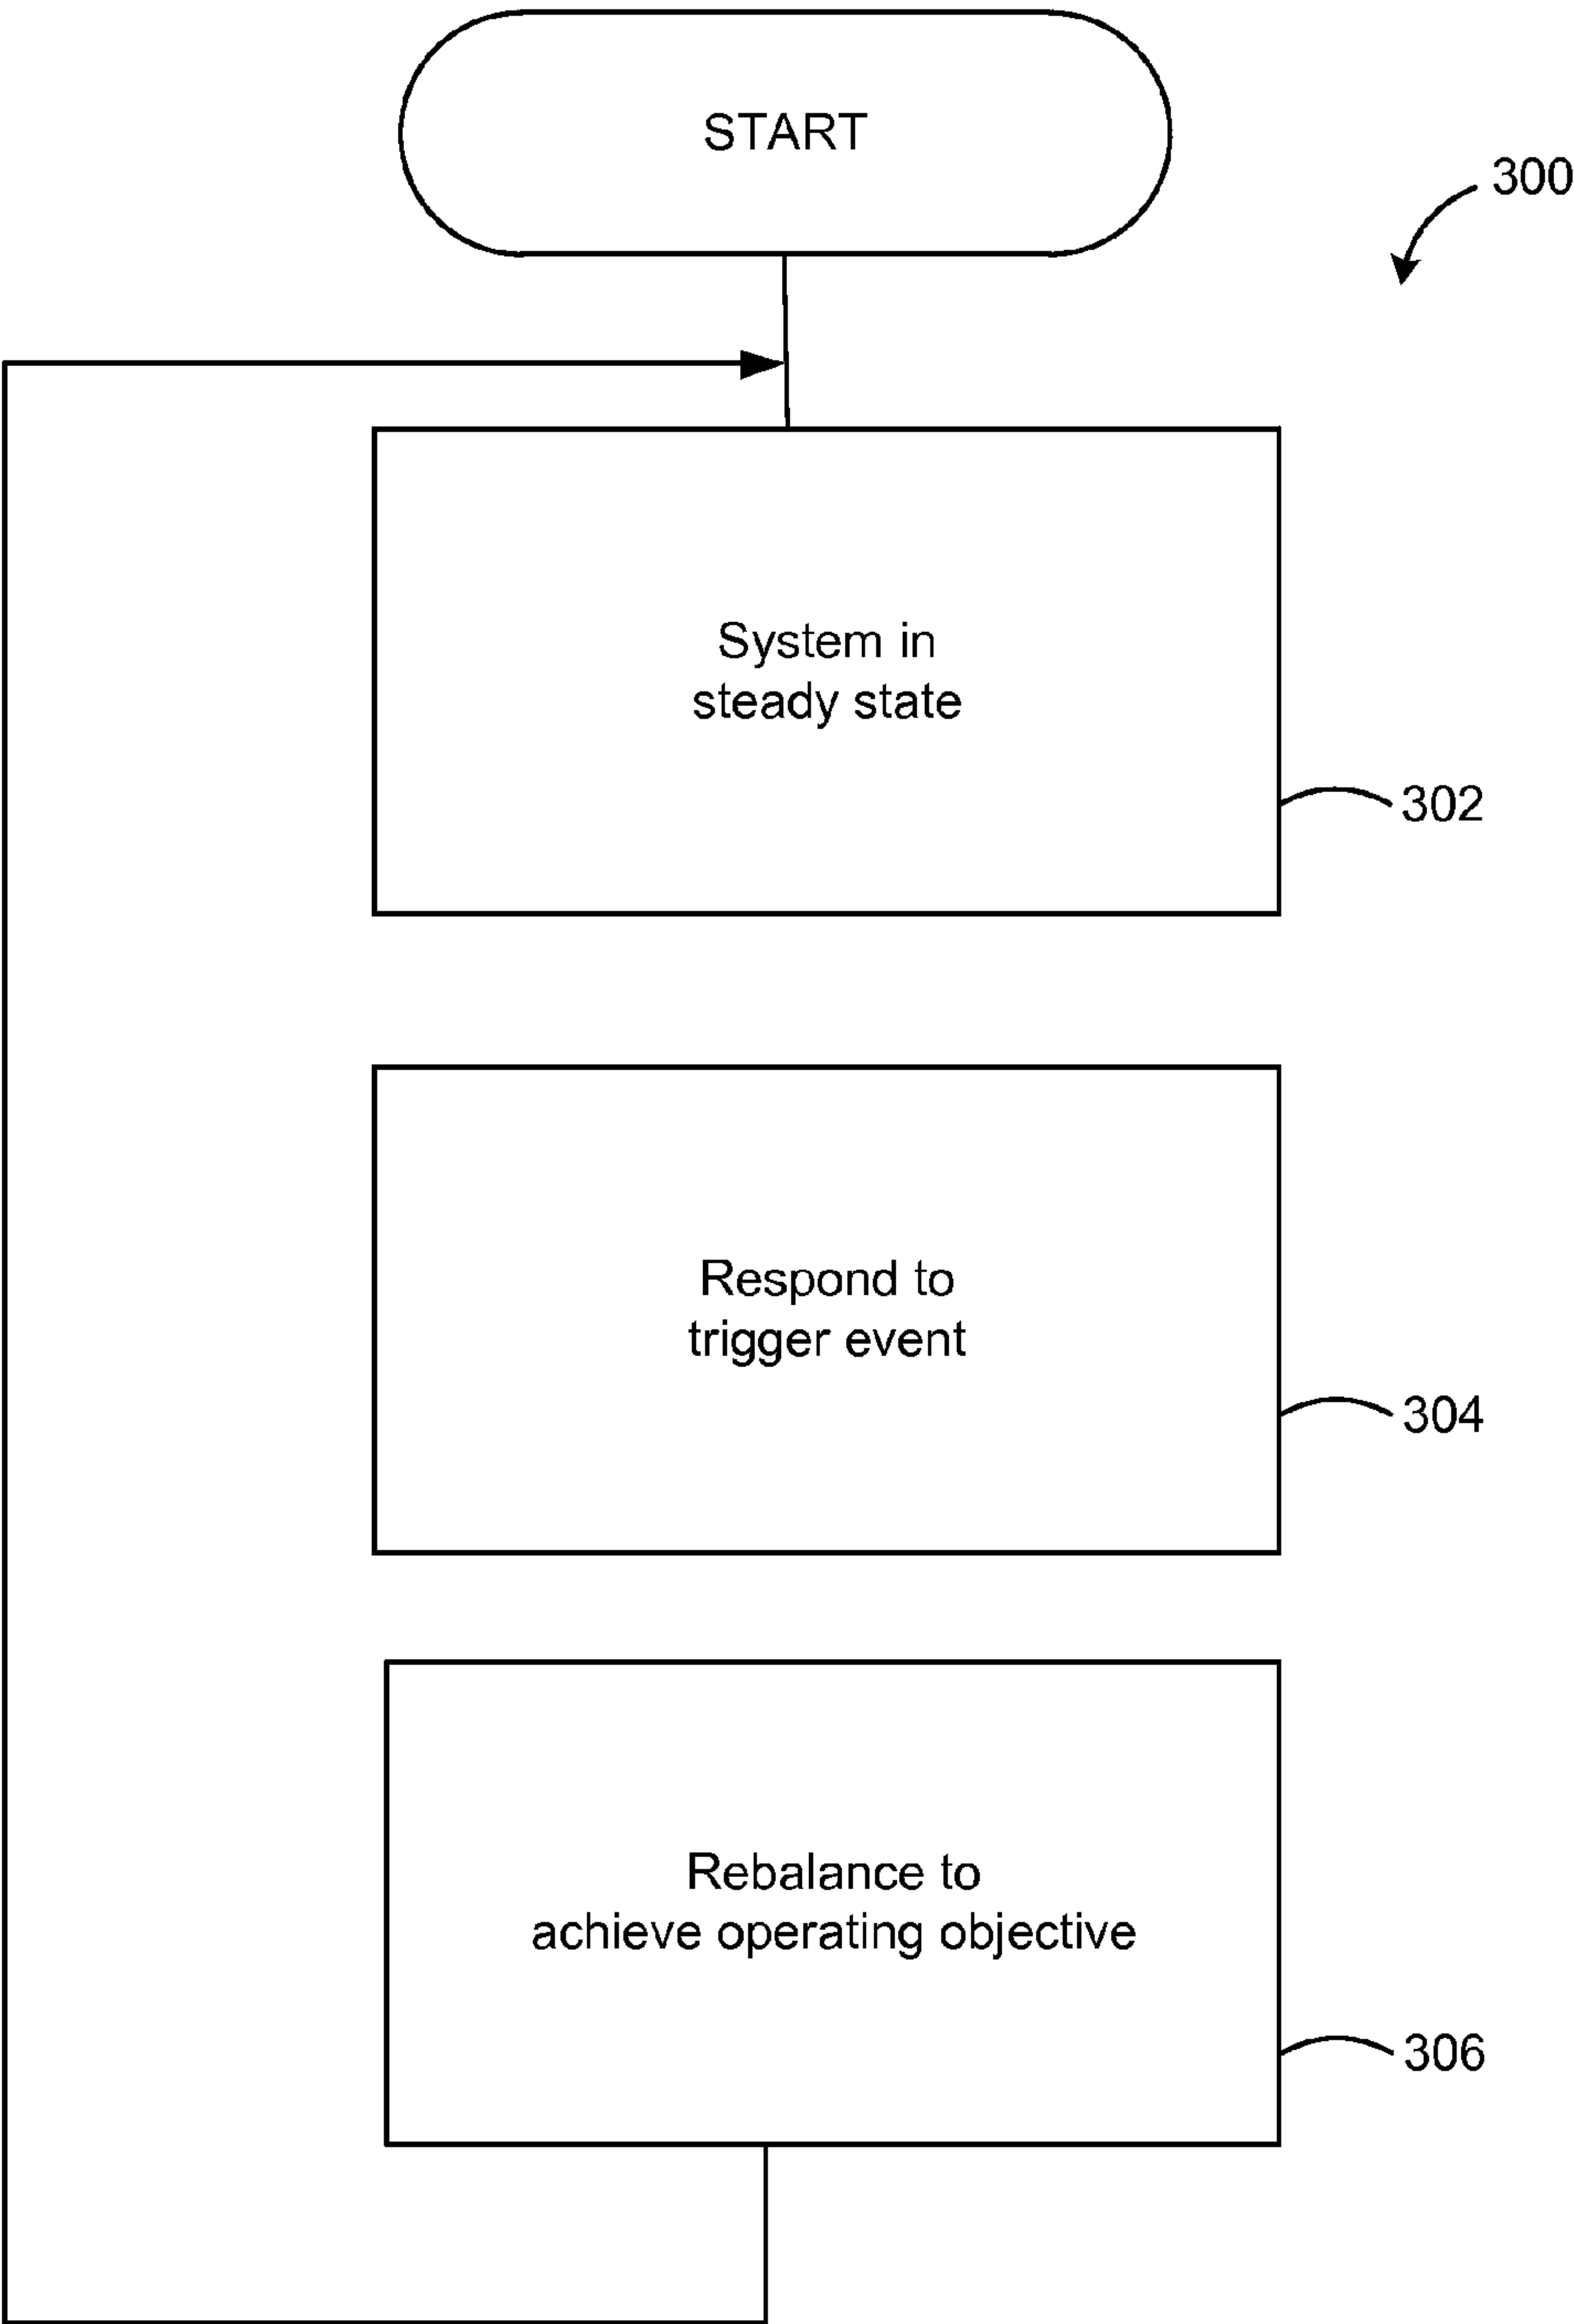 START
300
System in
steady state
302
Respond to
trigger event
304
Rebalance to
achieve operating objective
306